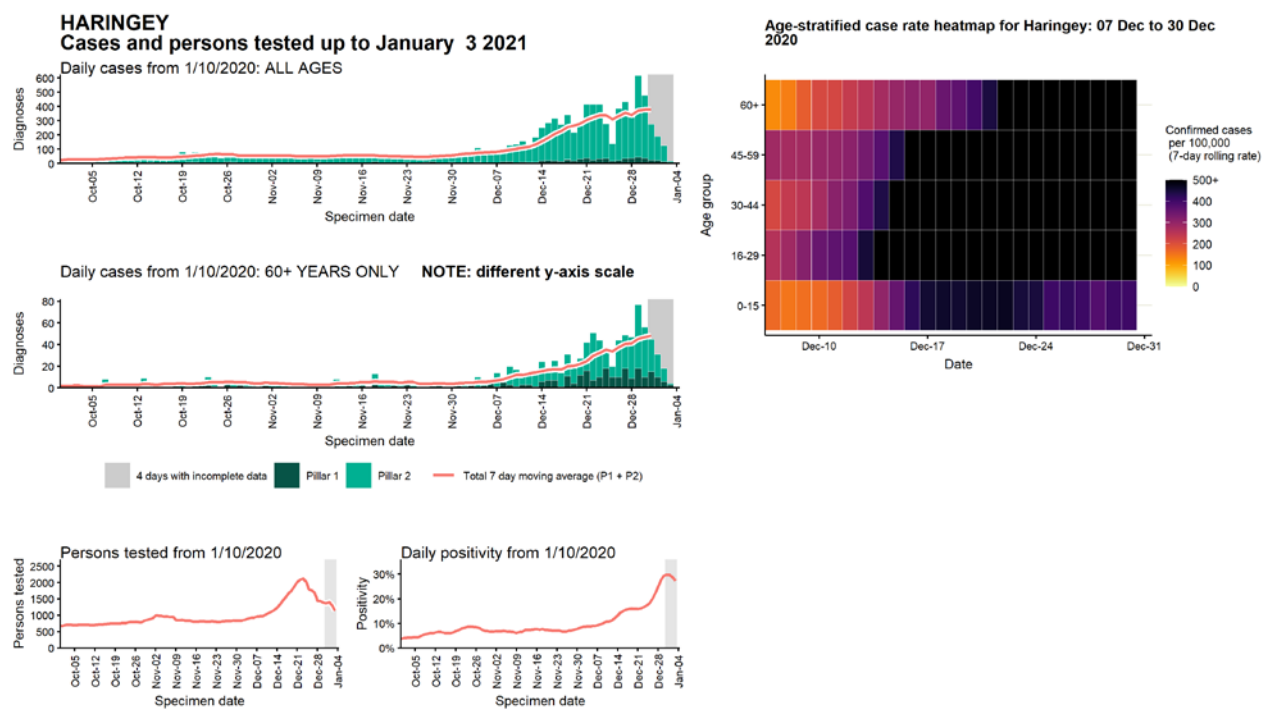 HARINGEY
Cases and persons tested up to January 3 2021
Daily cases from 1/10/2020: ALL AGES
Diagnoses
600
500
400
300
200
100
0
Oct-05 Oct-12 Oct-19 Oct-26 Nov-02 Nov-09 Nov-16 Nov-23 Nov-30 Dec-07 Dec-14 Dec-21 Dec-28 Jan-04
Specimen date
Daily cases from 1/10/2020: 60+ YEARS ONLY NOTE: different y-axis scale
Diagnoses
80
60
40
20
0
Oct-05 Oct-12 Oct-19 Oct-26 Nov-02 Nov-09 Nov-16 Nov-23 Nov-30 Dec-07 Dec-14 Dec-21 Dec-28 Jan-04
Specimen date
4 days with incomplete data Pillar 1 Pillar 2 Total 7 day moving average (P1 + P2)
Persons tested from 1/10/2020
Persons tested
2500
2000
1500
1000
500
0
Oct-05 Oct-12 Oct-19 Oct-26 Nov-02 Nov-09 Nov-16 Nov-23 Nov-30 Dec-07 Dec-14 Dec-21 Dec-28 Jan-04
Specimen date
Daily positivity from 1/10/2020
Positivity
30%
20%
10%
0%
Oct-05 Oct-12 Oct-19 Oct-26 Nov-02 Nov-09 Nov-16 Nov-23 Nov-30 Dec-07 Dec-14 Dec-21 Dec-28 Jan-04
Specimen date
Age-stratified case rate heatmap for Haringey: 07 Dec to 30 Dec
2020
Age group
60+
45-59
30-44
16-29
0-15
Dec-10 Dec-17 Dec-24 Dec-31
Date
Confirmed cases
per 100,000
(7-day rolling rate)
500+
400
300
200
100
0